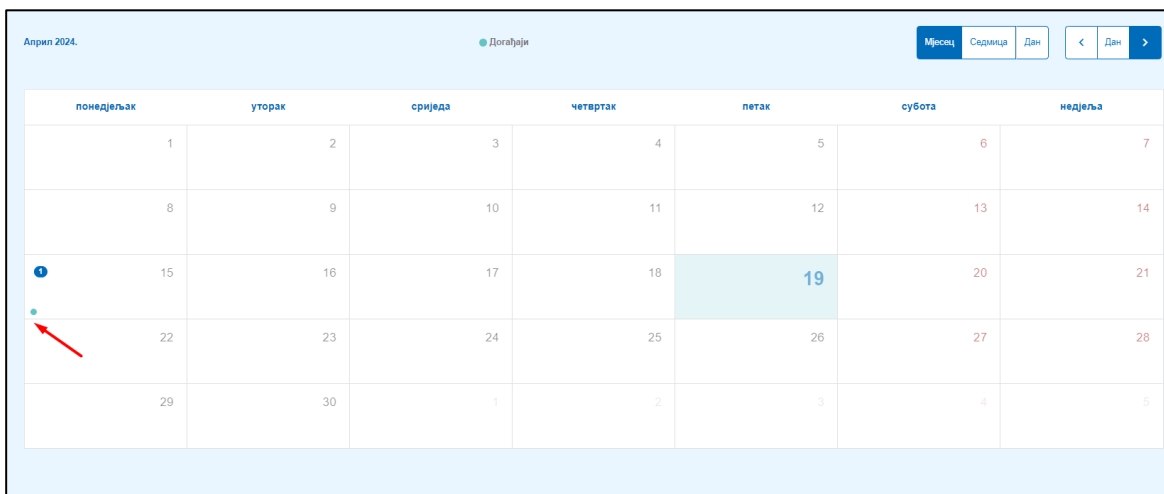 Април 2024.
Догађаји
Мјесец Седмица Дан < Дан >
понедјељак уторак сриједа четвртак петак субота недјеља
1 2 3 4 5 6 7
8 9 10 11 12 13 14
1 15 16 17 18 19 20 21
22 23 24 25 26 27 28
29 30 1 2 3 4 5